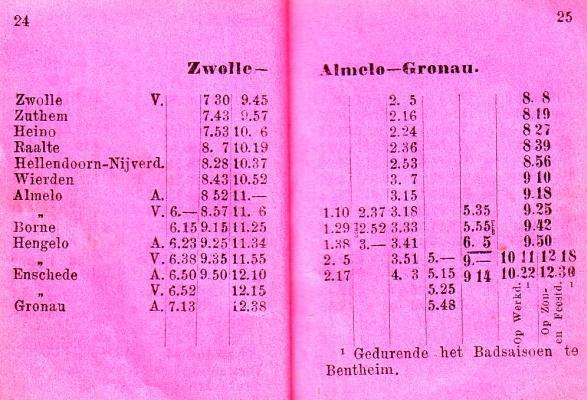 24
Zwolle—
Zwolle V. 7 30 9.45
Zuthem 7.43 9.57
Heino 7.53 10. 6
Raalte 8. 7 10.19
Hellendoorn-Nijverd. 8.28 10.37
Wierden 8.43 10.52
Almelo A. 8 52 11.—
„ V. 6.— 8.57 11. 6
Borne 6.15 9.15 11.25
Hengelo A. 6.23 9.25 11.34
„ V. 6.38 9.35 11.55
Enschede A. 6.50 9 50 12.10
„ V. 6.52 12.15
Gronau A. 7.13 12.38
25
Almelo—Gronau.
2. 5 8. 8
2.16 8 19
2.24 8 27
2.36 8 39
2.53 8.56
3. 7 9 10
3.15 9.18
1.10 2.37 3.18 5.35 9.25
1.29 2.52 3.33 5.55 9.42
1.38 3.— 3.41 6. 5 9.50
2. 5 3.51 5.— 9.— 10 11 12 18
2.17 4. 3 5.15 9 14 10.22 12.30
5.25
5.48
Op Werkd. ¹
Op Zon-
en Feestd. ¹
¹ Gedurende het Badsaisoen te
Bentheim.